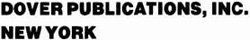 DOVER PUBLICATIONS, INC.
NEW YORK